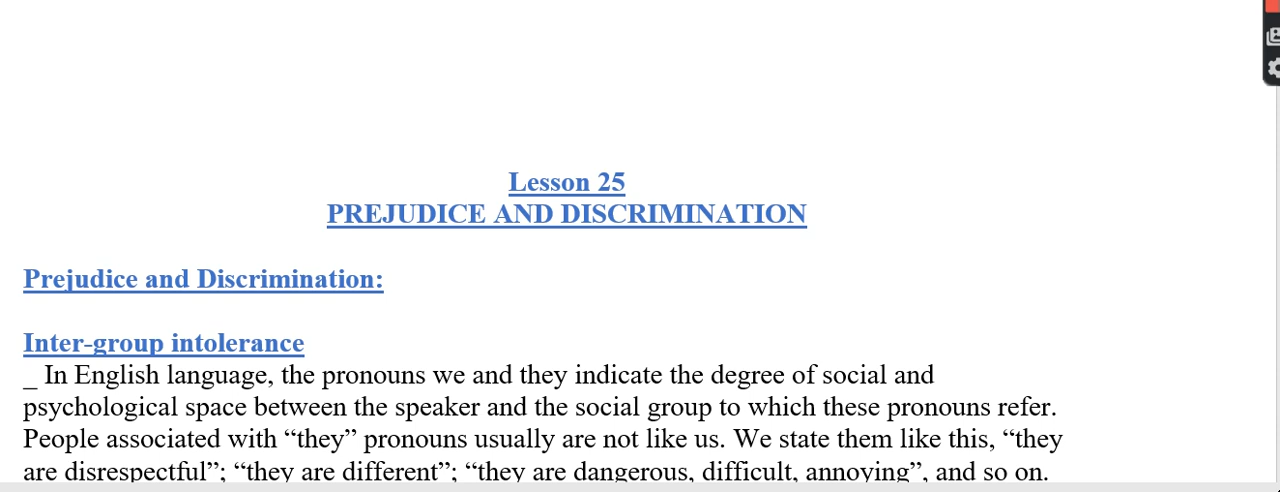 Lesson 25
PREJUDICE AND DISCRIMINATION
Prejudice and Discrimination:
Inter-group intolerance
_ In English language, the pronouns we and they indicate the degree of social and
psychological space between the speaker and the social group to which these pronouns refer.
People associated with “they” pronouns usually are not like us. We state them like this, “they
are disrespectful”; “they are different”; “they are dangerous, difficult, annoying”, and so on.